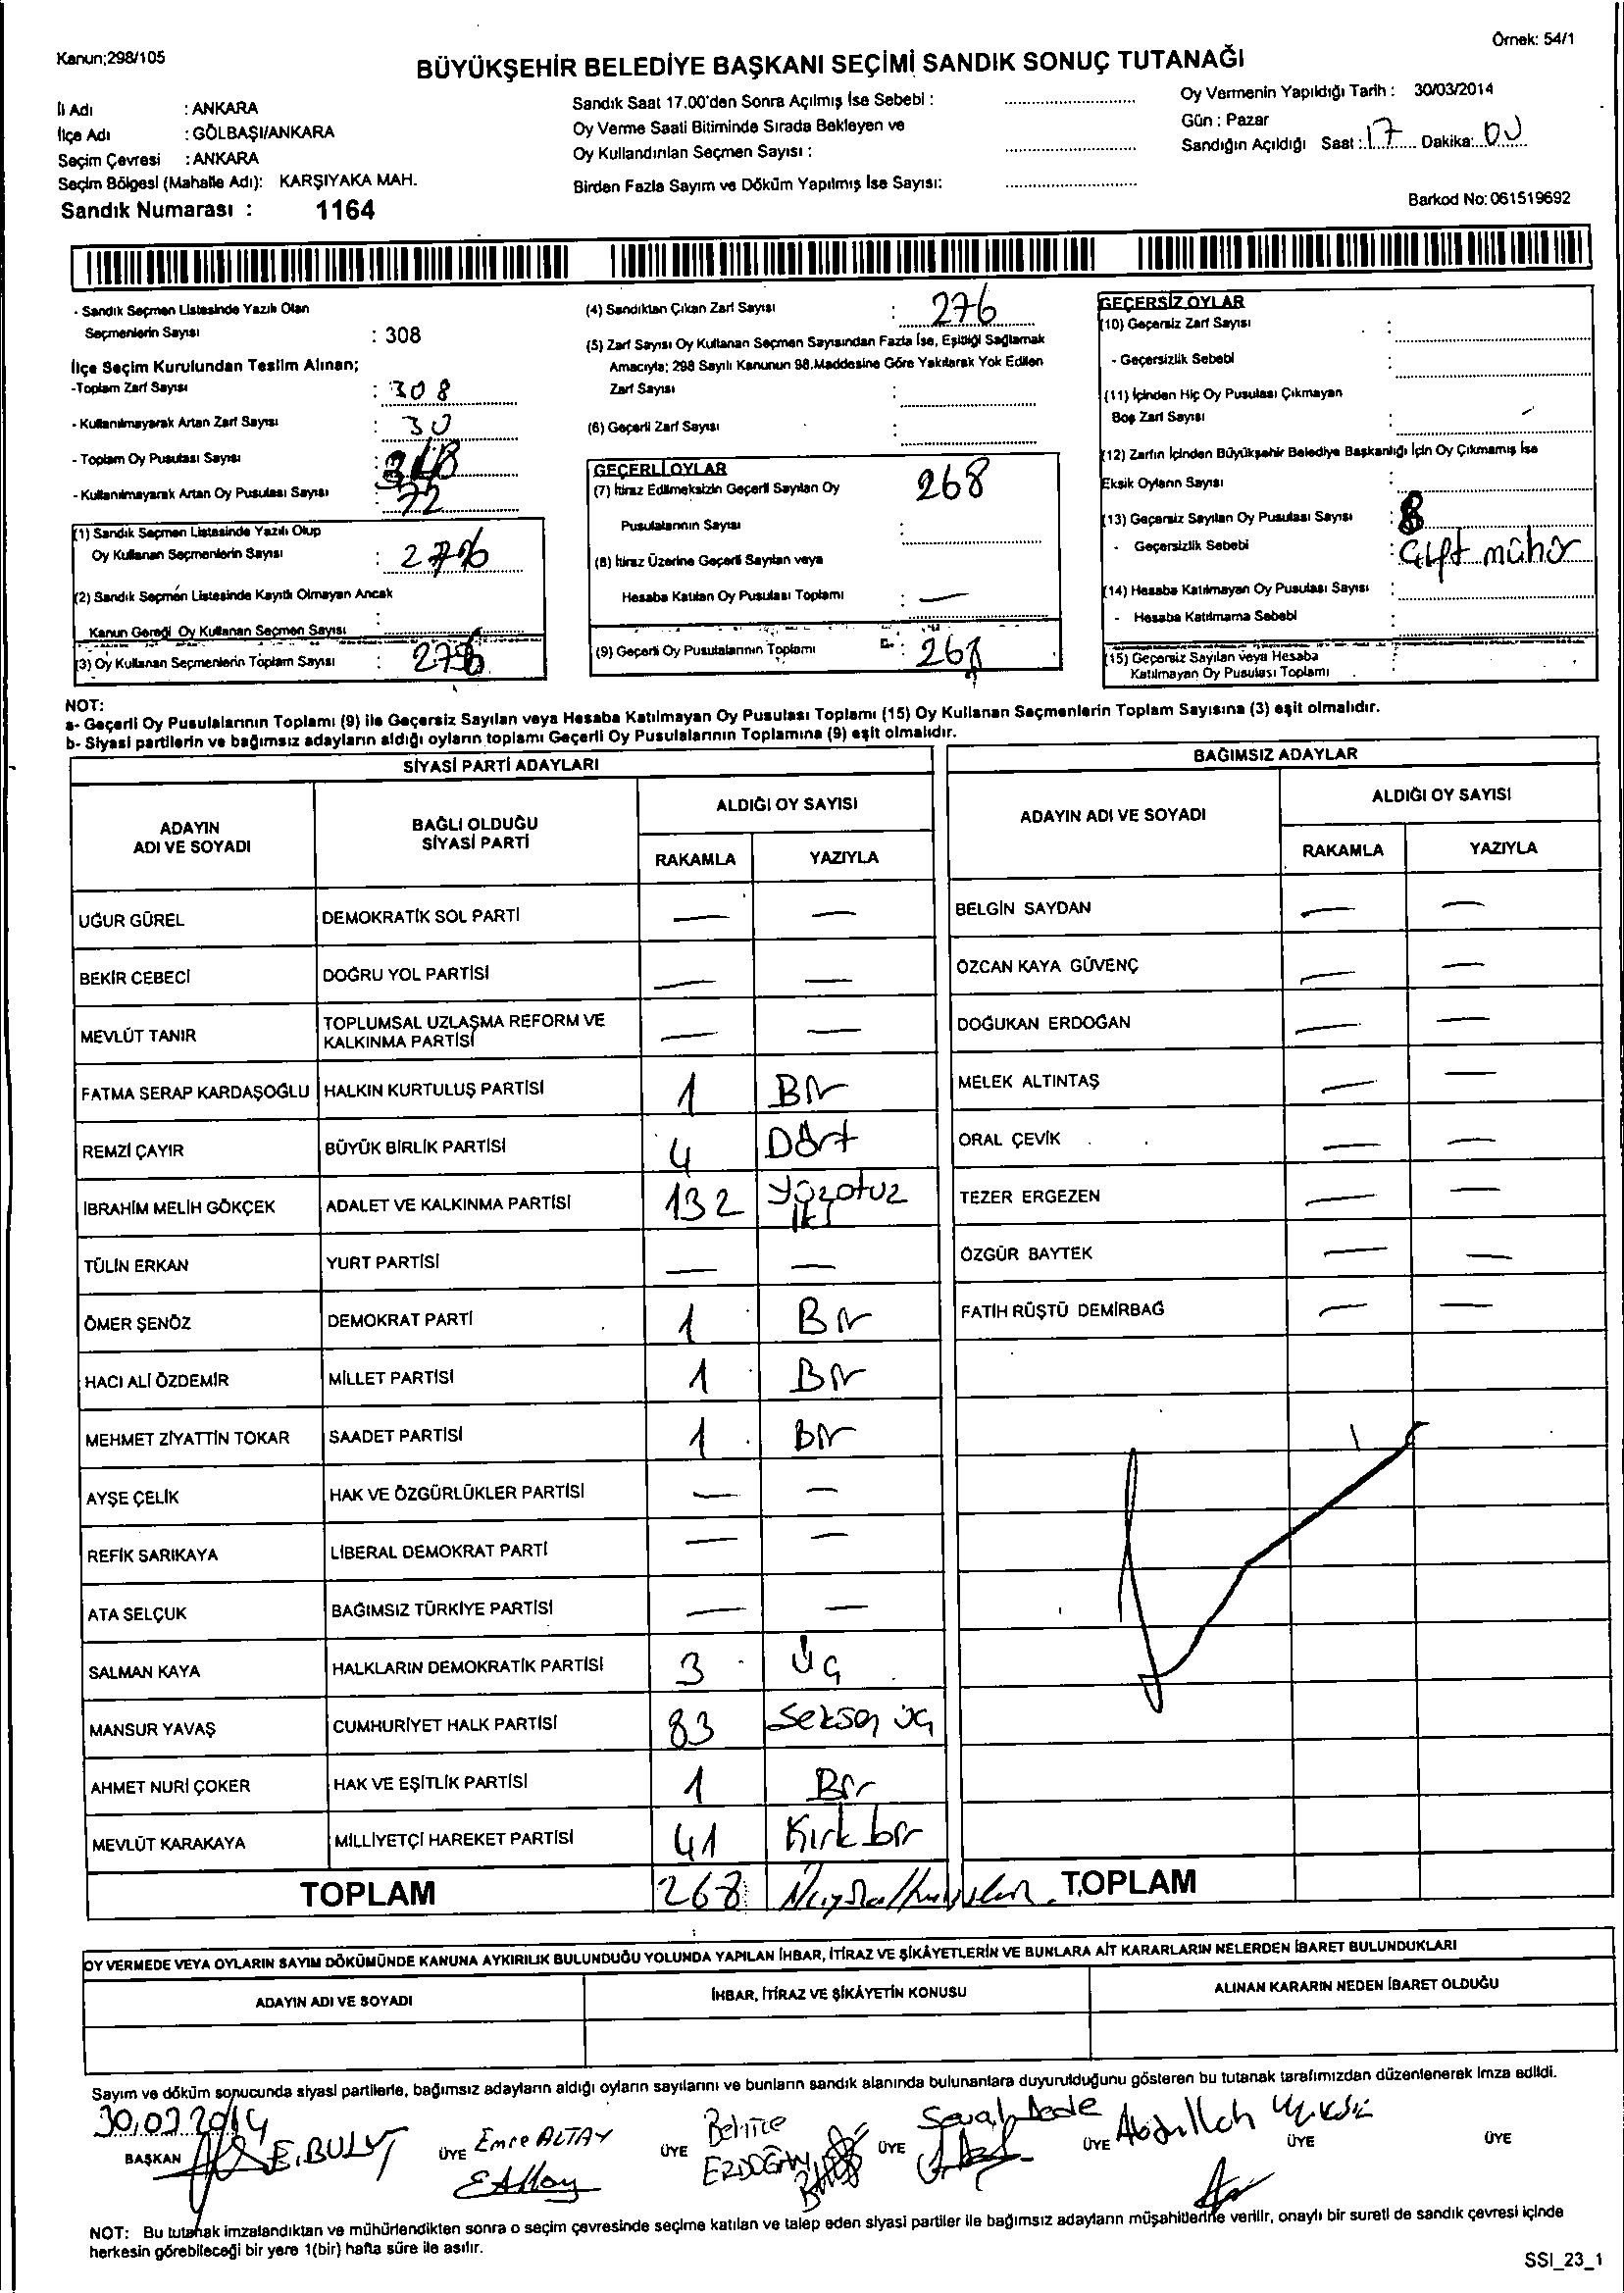 Kanun;298/105
Örnek: 54/1
BÜYÜKŞEHİR BELEDİYE BAŞKANI SEÇİMİ SANDIK SONUÇ TUTANAĞI
İl Adı : ANKARA
İlçe Adı : GÖLBAŞI/ANKARA
Seçim Çevresi : ANKARA
Seçim Bölgesi (Mahalle Adı): KARŞIYAKA MAH.
Sandık Numarası : 1164
Sandık Saat 17.00'den Sonra Açılmış İse Sebebi :
Oy Verme Saati Bitiminde Sırada Bekleyen ve
Oy Kullandırılan Seçmen Sayısı :
Birden Fazla Sayım ve Döküm Yapılmış İse Sayısı:
Oy Vermenin Yapıldığı Tarih : 30/03/2014
Gün : Pazar
Sandığın Açıldığı Saat : 17 Dakika: 00
Barkod No: 061519692
- Sandık Seçmen Listesinde Yazılı Olan
Seçmenlerin Sayısı : 308
İlçe Seçim Kurulundan Teslim Alınan;
-Toplam Zarf Sayısı : 308
- Kullanılmayarak Artan Zarf Sayısı : 30
- Toplam Oy Pusulası Sayısı :
- Kullanılmayarak Artan Oy Pusulası Sayısı :
(1) Sandık Seçmen Listesinde Yazılı Olup
Oy Kullanan Seçmenlerin Sayısı : 276
(2) Sandık Seçmen Listesinde Kayıtlı Olmayan Ancak
Kanun Gereği Oy Kullanan Seçmen Sayısı :
(3) Oy Kullanan Seçmenlerin Toplam Sayısı : 276
(4) Sandıktan Çıkan Zarf Sayısı : 276
(5) Zarf Sayısı Oy Kullanan Seçmen Sayısından Fazla İse, Eşitliği Sağlamak
Amacıyla; 298 Sayılı Kanunun 98.Maddesine Göre Yakılarak Yok Edilen
Zarf Sayısı :
(6) Geçerli Zarf Sayısı :
GEÇERLİ OYLAR
(7) İtiraz Edilmeksizin Geçerli Sayılan Oy 268
Pusulalarının Sayısı :
(8) İtiraz Üzerine Geçerli Sayılan veya
Hesaba Katılan Oy Pusulası Toplamı : —
(9) Geçerli Oy Pusulalarının Toplamı : 268
GEÇERSİZ OYLAR
(10) Geçersiz Zarf Sayısı :
- Geçersizlik Sebebi :
(11) İçinden Hiç Oy Pusulası Çıkmayan
Boş Zarf Sayısı : –
(12) Zarfın İçinden Büyükşehir Belediye Başkanlığı İçin Oy Çıkmamış İse
Eksik Oyların Sayısı :
(13) Geçersiz Sayılan Oy Pusulası Sayısı : 8
- Geçersizlik Sebebi : Çift mühür
(14) Hesaba Katılmayan Oy Pusulası Sayısı :
- Hesaba Katılmama Sebebi :
(15) Geçersiz Sayılan veya Hesaba
Katılmayan Oy Pusulası Toplamı :
NOT:
a- Geçerli Oy Pusulalarının Toplamı (9) ile Geçersiz Sayılan veya Hesaba Katılmayan Oy Pusulası Toplamı (15) Oy Kullanan Seçmenlerin Toplam Sayısına (3) eşit olmalıdır.
b- Siyasi partilerin ve bağımsız adayların aldığı oyların toplamı Geçerli Oy Pusulalarının Toplamına (9) eşit olmalıdır.
SİYASİ PARTİ ADAYLARI
ADAYIN
ADI VE SOYADI
BAĞLI OLDUĞU
SİYASİ PARTİ
ALDIĞI OY SAYISI
RAKAMLA YAZIYLA
UĞUR GÜREL DEMOKRATİK SOL PARTİ — —
BEKİR CEBECİ DOĞRU YOL PARTİSİ — —
MEVLÜT TANIR TOPLUMSAL UZLAŞMA REFORM VE
KALKINMA PARTİSİ — —
FATMA SERAP KARDAŞOĞLU HALKIN KURTULUŞ PARTİSİ 1 Bir
REMZİ ÇAYIR BÜYÜK BİRLİK PARTİSİ 4 Dört
İBRAHİM MELİH GÖKÇEK ADALET VE KALKINMA PARTİSİ 132 Yüzotuz
iki
TÜLİN ERKAN YURT PARTİSİ — —
ÖMER ŞENÖZ DEMOKRAT PARTİ 1 Bir
HACI ALİ ÖZDEMİR MİLLET PARTİSİ 1 Bir
MEHMET ZİYATTİN TOKAR SAADET PARTİSİ 1 Bir
AYŞE ÇELİK HAK VE ÖZGÜRLÜKLER PARTİSİ — —
REFİK SARIKAYA LİBERAL DEMOKRAT PARTİ — —
ATA SELÇUK BAĞIMSIZ TÜRKİYE PARTİSİ — —
SALMAN KAYA HALKLARIN DEMOKRATİK PARTİSİ 3 Üç
MANSUR YAVAŞ CUMHURİYET HALK PARTİSİ 83 Seksen üç
AHMET NURİ ÇOKER HAK VE EŞİTLİK PARTİSİ 1 Bir
MEVLÜT KARAKAYA MİLLİYETÇİ HAREKET PARTİSİ 41 Kırk bir
TOPLAM 268
BAĞIMSIZ ADAYLAR
ADAYIN ADI VE SOYADI
ALDIĞI OY SAYISI
RAKAMLA YAZIYLA
BELGİN SAYDAN — —
ÖZCAN KAYA GÜVENÇ — —
DOĞUKAN ERDOĞAN — —
MELEK ALTINTAŞ — —
ORAL ÇEVİK — —
TEZER ERGEZEN — —
ÖZGÜR BAYTEK — —
FATİH RÜŞTÜ DEMİRBAĞ — —
TOPLAM
OY VERMEDE VEYA OYLARIN SAYIM DÖKÜMÜNDE KANUNA AYKIRILIK BULUNDUĞU YOLUNDA YAPILAN İHBAR, İTİRAZ VE ŞİKÂYETLERİN VE BUNLARA AİT KARARLARIN NELERDEN İBARET BULUNDUKLARI
ADAYIN ADI VE SOYADI İHBAR, İTİRAZ VE ŞİKÂYETİN KONUSU ALINAN KARARIN NEDEN İBARET OLDUĞU
Sayım ve döküm sonucunda siyasi partilerle, bağımsız adayların aldığı oyların sayılarını ve bunların sandık alanında bulunanlara duyurulduğunu gösteren bu tutanak tarafımızdan düzenlenerek imza edildi.
30.03.2014
BAŞKAN E. BULUT ÜYE Emre ALTAY ÜYE Behice ERDOĞAN ÜYE ÜYE Abdullah ÜYE ÜYE
NOT: Bu tutanak imzalandıktan ve mühürlendikten sonra o seçim çevresinde seçime katılan ve talep eden siyasi partiler ile bağımsız adayların müşahitlerine verilir, onaylı bir sureti de sandık çevresi içinde
herkesin görebileceği bir yere 1(bir) hafta süre ile asılır.
SSI_23_1